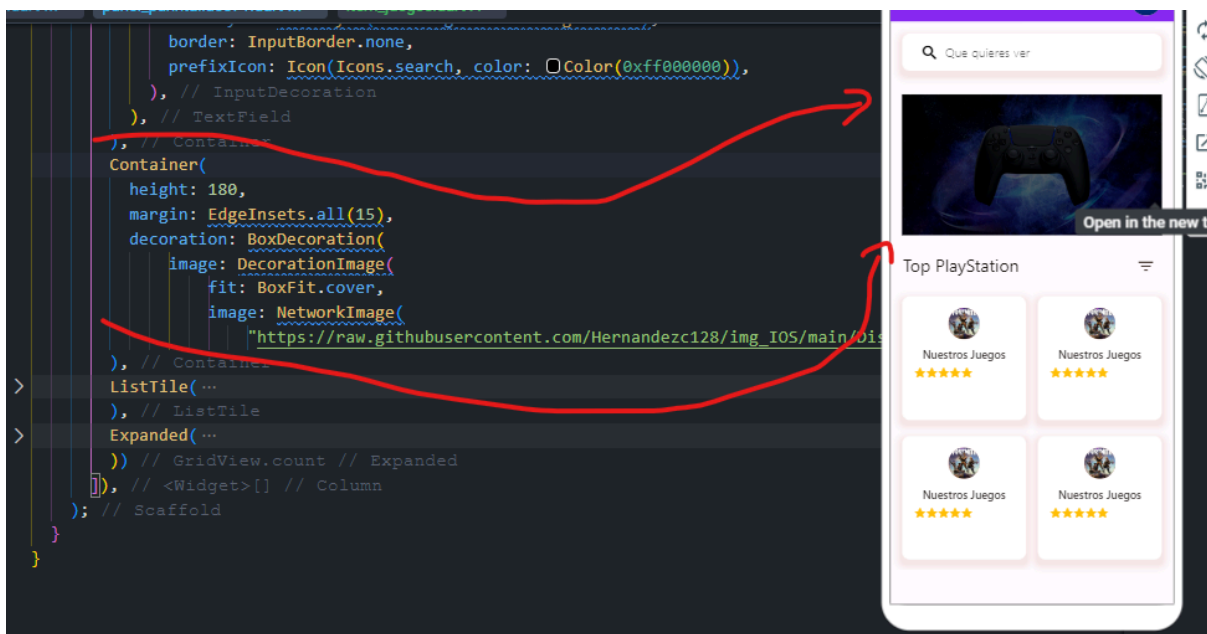 border: InputBorder.none,
prefixIcon: Icon(Icons.search, color: Color(0xff000000)),
), // InputDecoration
), // TextField
), // Container
Container(
height: 180,
margin: EdgeInsets.all(15),
decoration: BoxDecoration(
image: DecorationImage(
fit: BoxFit.cover,
image: NetworkImage(
"https://raw.githubusercontent.com/Hernandezc128/img_IOS/main/Dis
), // Container
ListTile(…
), // ListTile
Expanded(…
)) // GridView.count // Expanded
]), // <Widget>[] // Column
); // Scaffold
}
}
Que quieres ver
Open in the new t
Top PlayStation
Nuestros Juegos
Nuestros Juegos
Nuestros Juegos
Nuestros Juegos